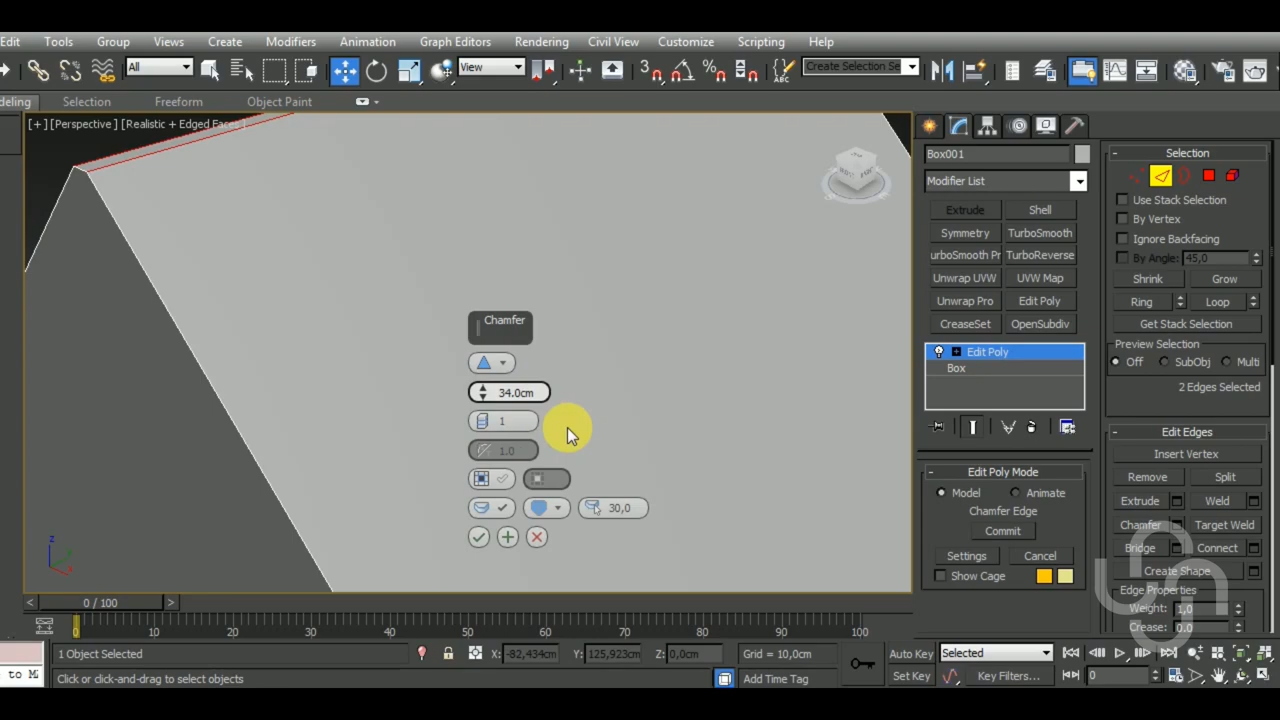 Edit Tools Group Views Create Modifiers Animation Graph Editors Rendering Civil View Customize Scripting Help
All View Create Selection Se
deling Selection Freeform Object Paint
[+] [Perspective] [Realistic + Edged Faces]
Box001
Modifier List
Extrude Shell
Symmetry TurboSmooth
urboSmooth Pr TurboReverse
Unwrap UVW UVW Map
Unwrap Pro Edit Poly
CreaseSet OpenSubdiv
Edit Poly
Box
Edit Poly Mode
Model Animate
Chamfer Edge
Commit
Settings Cancel
Show Cage
Selection
Use Stack Selection
By Vertex
Ignore Backfacing
By Angle: 45,0
Shrink Grow
Ring Loop
Get Stack Selection
Preview Selection
Off SubObj Multi
2 Edges Selected
Edit Edges
Insert Vertex
Remove Split
Extrude Weld
Chamfer Target Weld
Bridge Connect
Create Shape
Edge Properties
Weight: 1,0
Crease: 0,0
Chamfer
34.0cm
1
1.0
30,0
z
0 / 100
0 10 20 30 40 50 60 70 80 90 100
1 Object Selected X: -82,434cm Y: 125,923cm Z: 0,0cm Grid = 10,0cm Auto Key Selected
to Mi Click or click-and-drag to select objects Add Time Tag Set Key Key Filters... 0